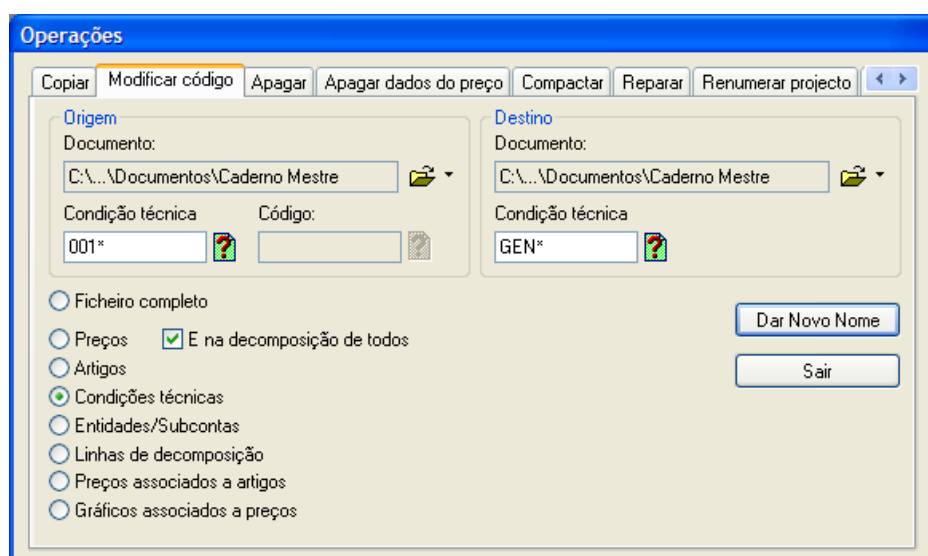 Operações
Copiar Modificar código Apagar Apagar dados do preço Compactar Reparar Renumerar projecto
Origem
Documento:
C:\...\Documentos\Caderno Mestre
Condição técnica Código:
001*
Destino
Documento:
C:\...\Documentos\Caderno Mestre
Condição técnica
GEN*
Ficheiro completo
Preços E na decomposição de todos
Artigos
Condições técnicas
Entidades/Subcontas
Linhas de decomposição
Preços associados a artigos
Gráficos associados a preços
Dar Novo Nome
Sair